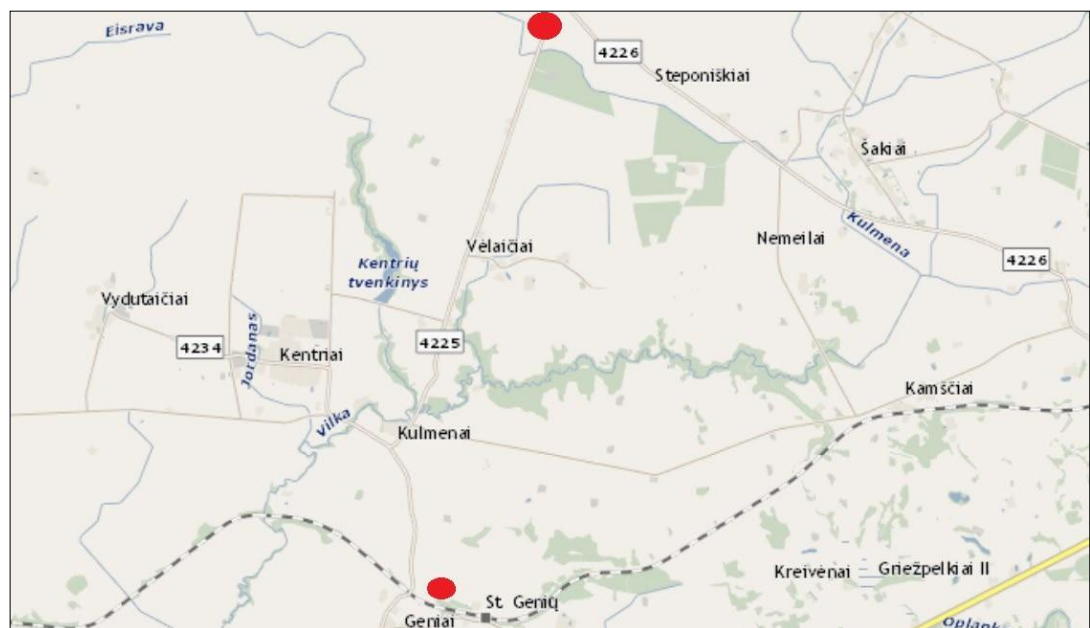 Eisrava
4226
Steponiškiai
Šakiai
Kulmena
Vėlaičiai
Nemeilai
4226
Kentrių
tvenkinys
Vydutaičiai
4234
Jordanas
Kentriai
4225
Kamščiai
Vilka
Kulmenai
Kreivėnai
Griežpelkiai II
St. Genių
Geniai